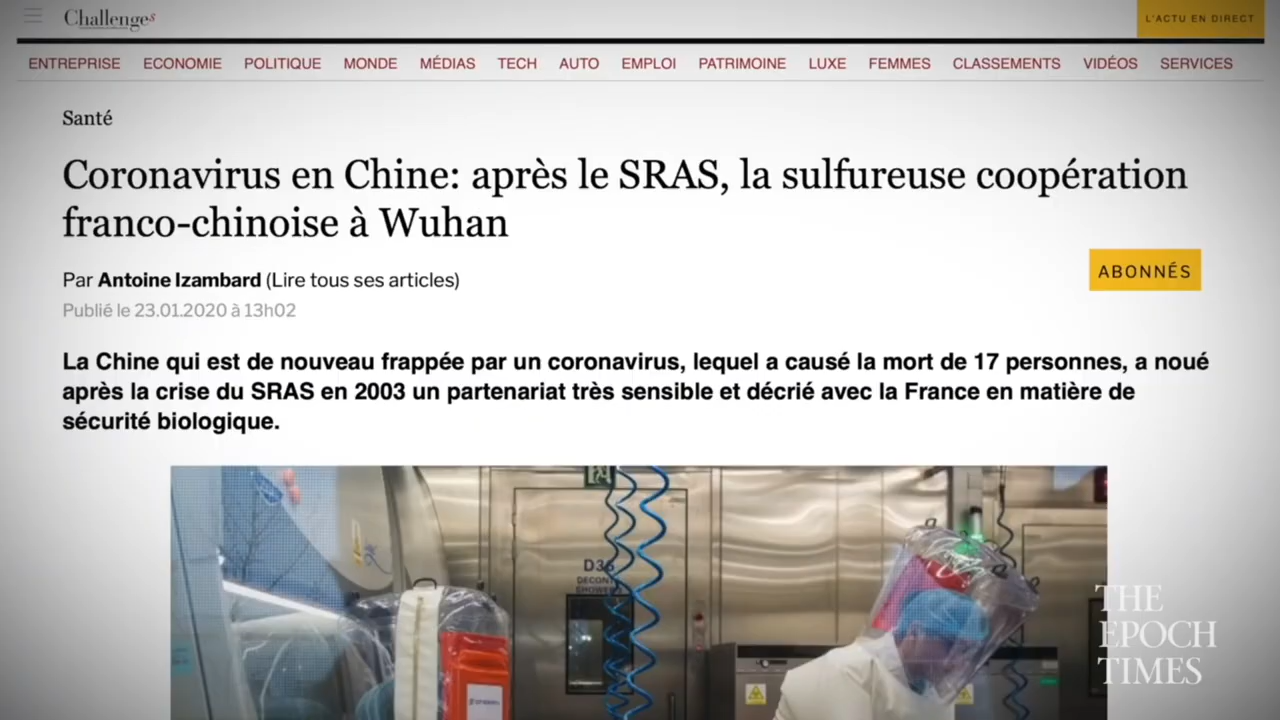 Challenges
L'ACTU EN DIRECT
ENTREPRISE ECONOMIE POLITIQUE MONDE MÉDIAS TECH AUTO EMPLOI PATRIMOINE LUXE FEMMES CLASSEMENTS VIDÉOS SERVICES
Santé
Coronavirus en Chine: après le SRAS, la sulfureuse coopération
franco-chinoise à Wuhan
Par Antoine Izambard (Lire tous ses articles)
ABONNÉS
Publié le 23.01.2020 à 13h02
La Chine qui est de nouveau frappée par un coronavirus, lequel a causé la mort de 17 personnes, a noué
après la crise du SRAS en 2003 un partenariat très sensible et décrié avec la France en matière de
sécurité biologique.
D36
DECONT
SHOWER
THE
EPOCH
TIMES